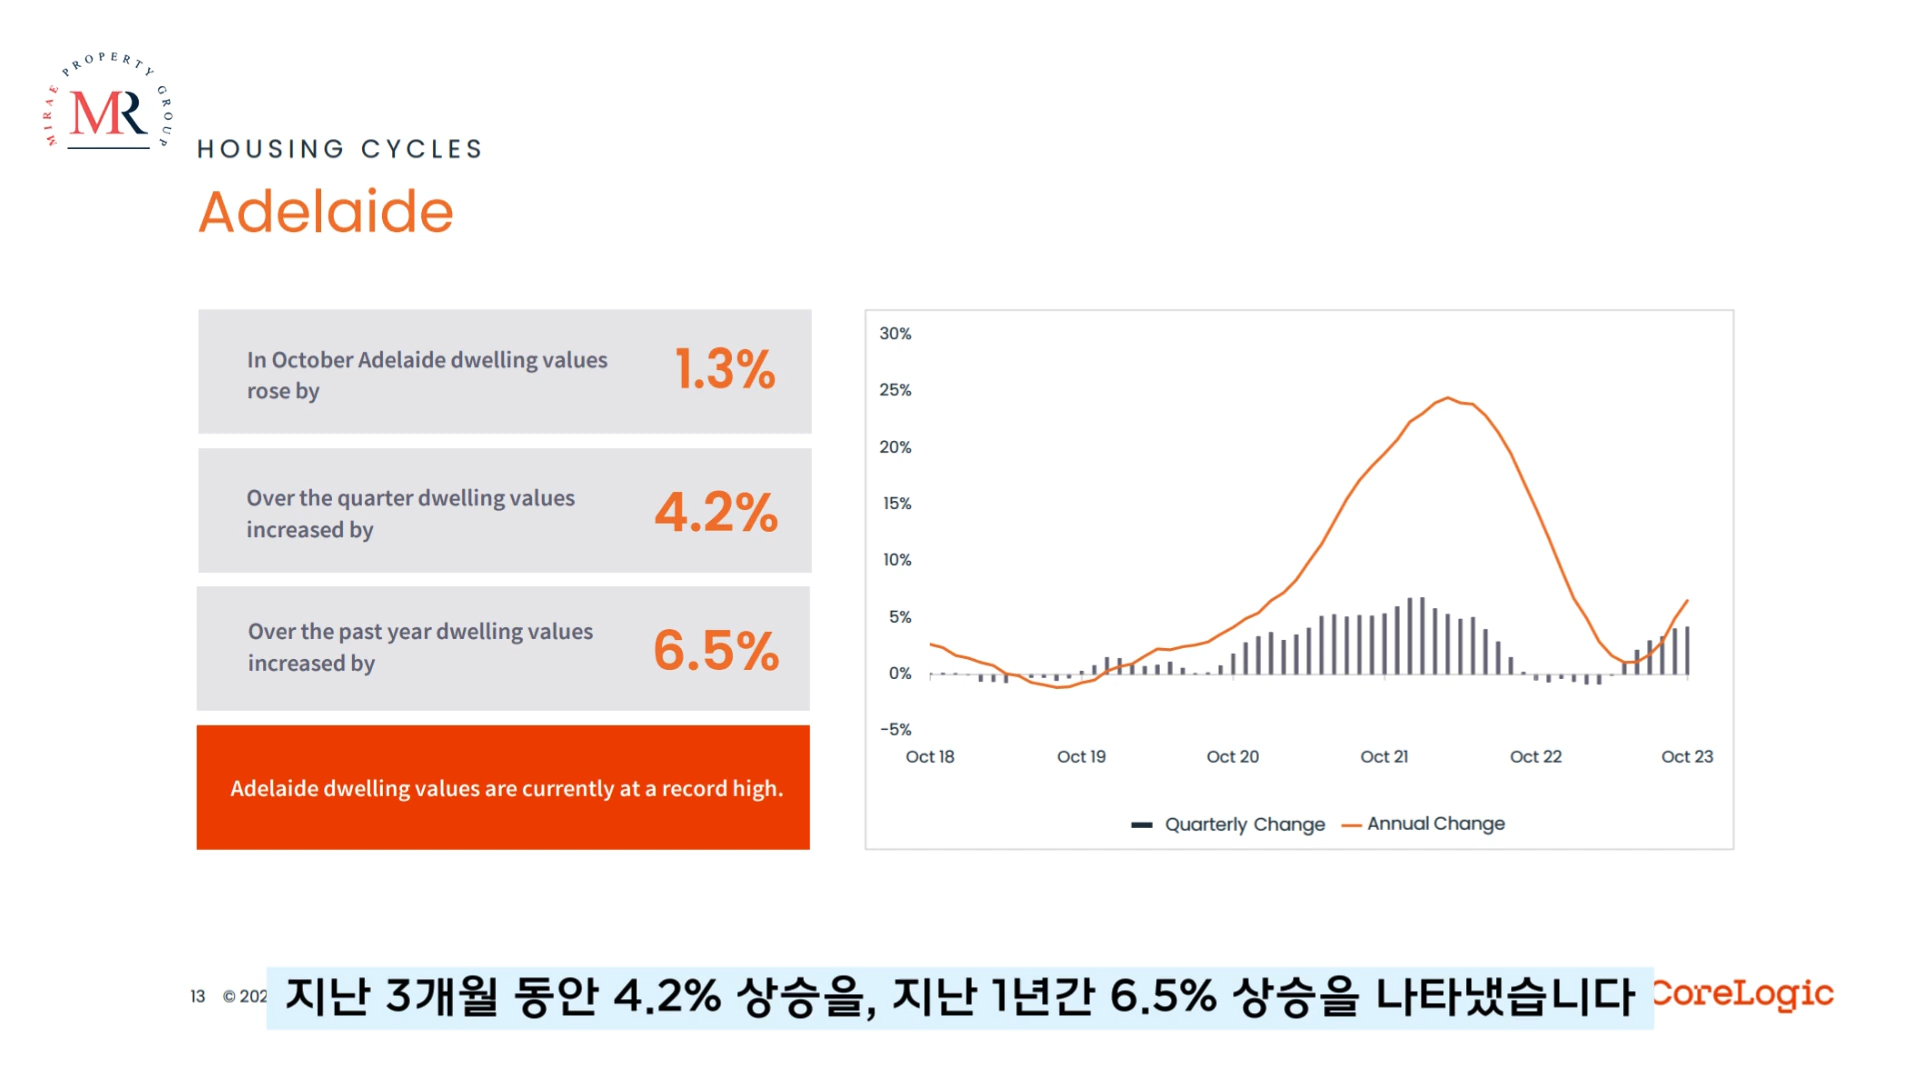 MIRAE PROPERTY GROUP
MR
HOUSING CYCLES
Adelaide
In October Adelaide dwelling values
rose by
1.3%
Over the quarter dwelling values
increased by
4.2%
Over the past year dwelling values
increased by
6.5%
Adelaide dwelling values are currently at a record high.
30%
25%
20%
15%
10%
5%
0%
-5%
Oct 18 Oct 19 Oct 20 Oct 21 Oct 22 Oct 23
Quarterly Change Annual Change
13 © 202
지난 3개월 동안 4.2% 상승을, 지난 1년간 6.5% 상승을 나타냈습니다
CoreLogic